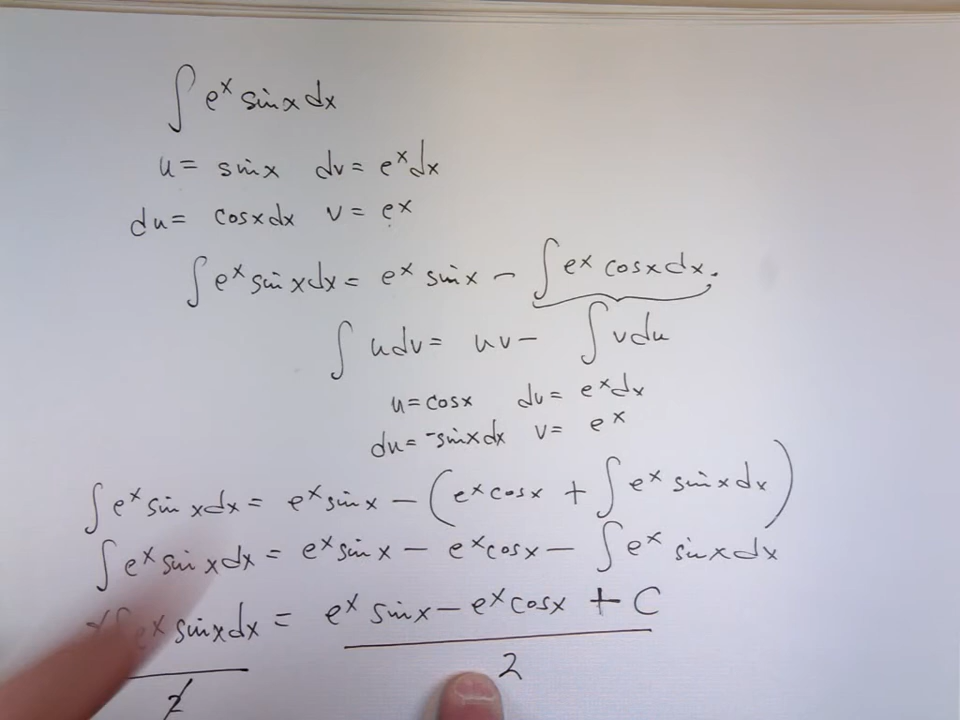 ∫ e^x sin x dx
u = sin x   dv = e^x dx
du = cos x dx   v = e^x
∫ e^x sin x dx = e^x sin x − ∫ e^x cos x dx.
∫ u dv = uv − ∫ v du
u = cos x   dv = e^x dx
du = −sin x dx   v = e^x
∫ e^x sin x dx = e^x sin x − (e^x cos x + ∫ e^x sin x dx)
∫ e^x sin x dx = e^x sin x − e^x cos x − ∫ e^x sin x dx
e^x sin x dx = e^x sin x − e^x cos x + C
2   2